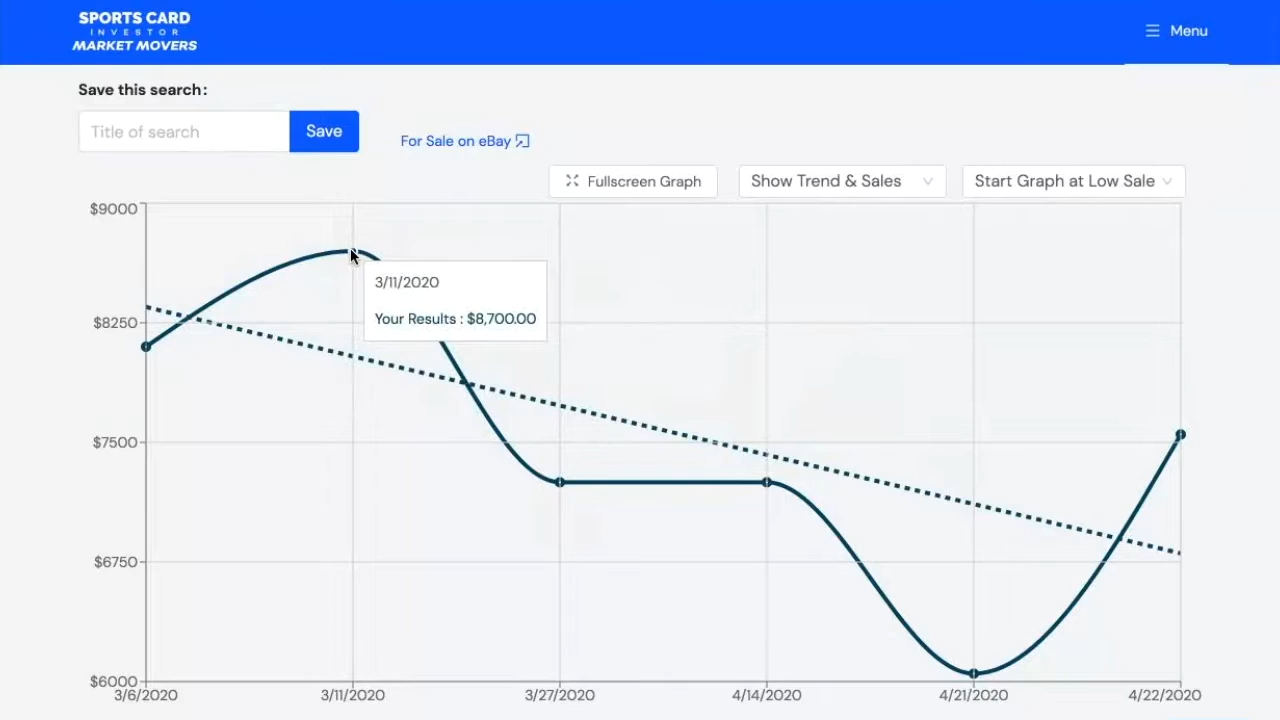 SPORTS CARD
INVESTOR
MARKET MOVERS
Menu
Save this search:
Title of search
Save
For Sale on eBay
Fullscreen Graph
Show Trend & Sales
Start Graph at Low Sale
$9000
3/11/2020
Your Results : $8,700.00
$8250
$7500
$6750
$6000
3/6/2020
3/11/2020
3/27/2020
4/14/2020
4/21/2020
4/22/2020